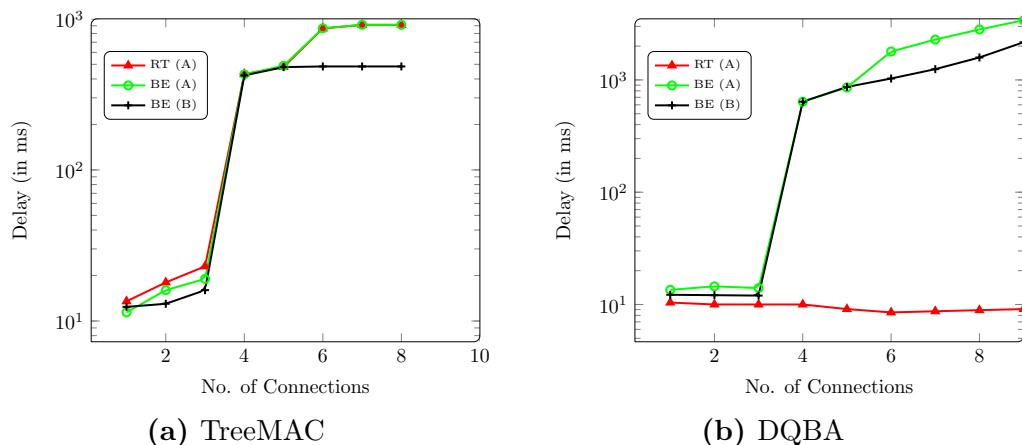 10³
10²
10¹
Delay (in ms)
RT (A)
BE (A)
BE (B)
2 4 6 8 10
No. of Connections
(a) TreeMAC
10³
10²
10¹
Delay (in ms)
RT (A)
BE (A)
BE (B)
2 4 6 8
No. of Connections
(b) DQBA